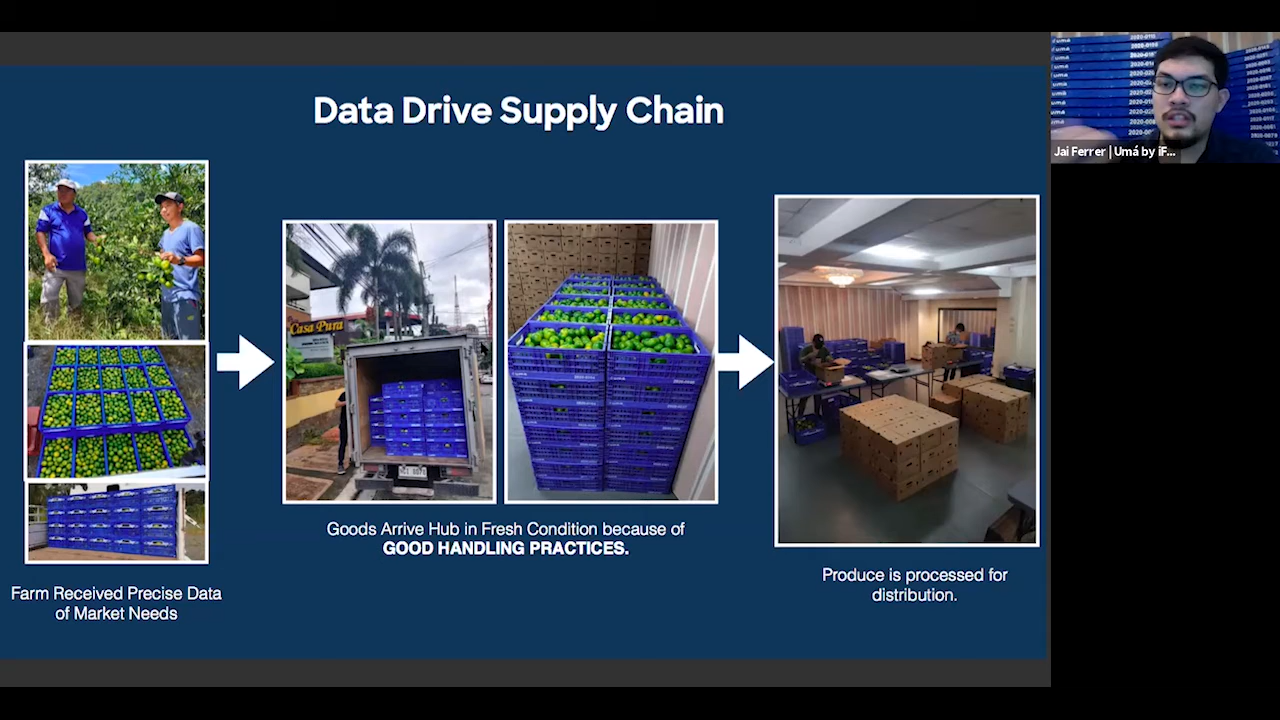 Data Drive Supply Chain
Jai Ferrer | Umá by iF...
Casa Pura
Goods Arrive Hub in Fresh Condition because of
GOOD HANDLING PRACTICES.
Farm Received Precise Data
of Market Needs
Produce is processed for
distribution.